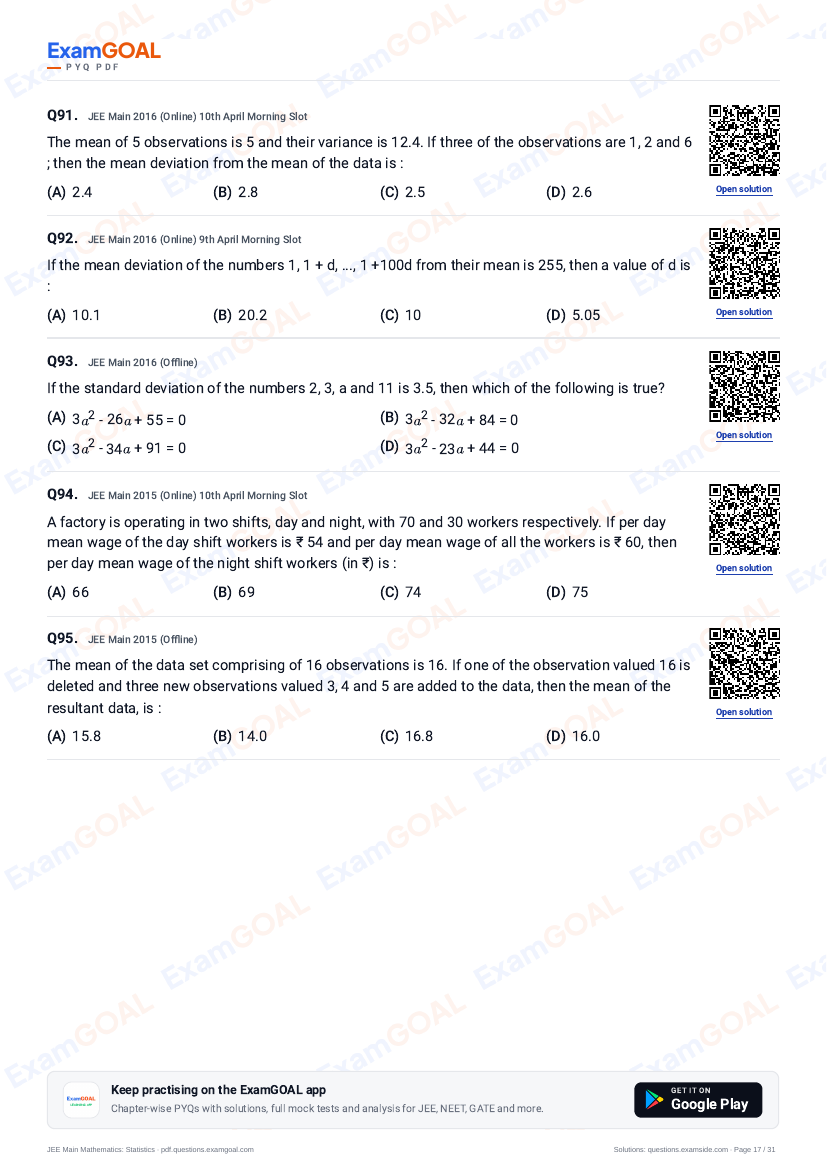 ExamGOAL
PYQ PDF
Q91. JEE Main 2016 (Online) 10th April Morning Slot
The mean of 5 observations is 5 and their variance is 12.4. If three of the observations are 1, 2 and 6
; then the mean deviation from the mean of the data is :
(A) 2.4 (B) 2.8 (C) 2.5 (D) 2.6
Open solution
Q92. JEE Main 2016 (Online) 9th April Morning Slot
If the mean deviation of the numbers 1, 1 + d, ..., 1 +100d from their mean is 255, then a value of d is
:
(A) 10.1 (B) 20.2 (C) 10 (D) 5.05
Open solution
Q93. JEE Main 2016 (Offline)
If the standard deviation of the numbers 2, 3, a and 11 is 3.5, then which of the following is true?
(A) 3a² - 26a + 55 = 0 (B) 3a² - 32a + 84 = 0
(C) 3a² - 34a + 91 = 0 (D) 3a² - 23a + 44 = 0
Open solution
Q94. JEE Main 2015 (Online) 10th April Morning Slot
A factory is operating in two shifts, day and night, with 70 and 30 workers respectively. If per day
mean wage of the day shift workers is ₹ 54 and per day mean wage of all the workers is ₹ 60, then
per day mean wage of the night shift workers (in ₹) is :
(A) 66 (B) 69 (C) 74 (D) 75
Open solution
Q95. JEE Main 2015 (Offline)
The mean of the data set comprising of 16 observations is 16. If one of the observation valued 16 is
deleted and three new observations valued 3, 4 and 5 are added to the data, then the mean of the
resultant data, is :
(A) 15.8 (B) 14.0 (C) 16.8 (D) 16.0
Open solution
ExamGOAL
Keep practising on the ExamGOAL app
Chapter-wise PYQs with solutions, full mock tests and analysis for JEE, NEET, GATE and more.
GET IT ON
Google Play
JEE Main Mathematics: Statistics · pdf.questions.examgoal.com Solutions: questions.examside.com · Page 17 / 31